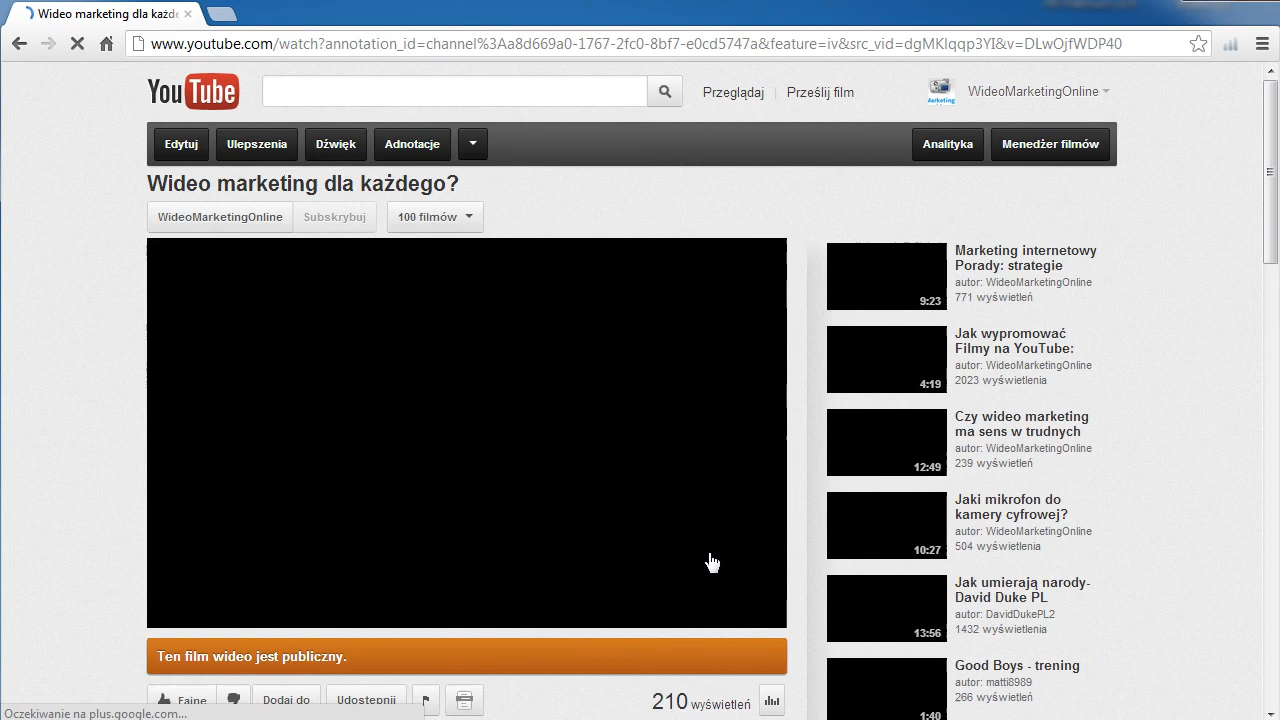 Wideo marketing dla każde
www.youtube.com/watch?annotation_id=channel%3Aa8d669a0-1767-2fc0-8bf7-e0cd5747a&feature=iv&src_vid=dgMKlqqp3YI&v=DLwOjfWDP40
YouTube
Przeglądaj
Prześlij film
Marketing
WideoMarketingOnline
Edytuj
Ulepszenia
Dźwięk
Adnotacje
Analityka
Menedżer filmów
Wideo marketing dla każdego?
WideoMarketingOnline
Subskrybuj
100 filmów
9:23
Marketing internetowy
Porady: strategie
autor: WideoMarketingOnline
771 wyświetleń
4:19
Jak wypromować
Filmy na YouTube:
autor: WideoMarketingOnline
2023 wyświetlenia
12:49
Czy wideo marketing
ma sens w trudnych
autor: WideoMarketingOnline
239 wyświetleń
10:27
Jaki mikrofon do
kamery cyfrowej?
autor: WideoMarketingOnline
504 wyświetlenia
13:56
Jak umierają narody-
David Duke PL
autor: DavidDukePL2
1432 wyświetlenia
1:40
Good Boys - trening
autor: matti8989
266 wyświetleń
Ten film wideo jest publiczny.
Fajne
Dodaj do
Udostępnij
210 wyświetleń
Oczekiwanie na plus.google.com...